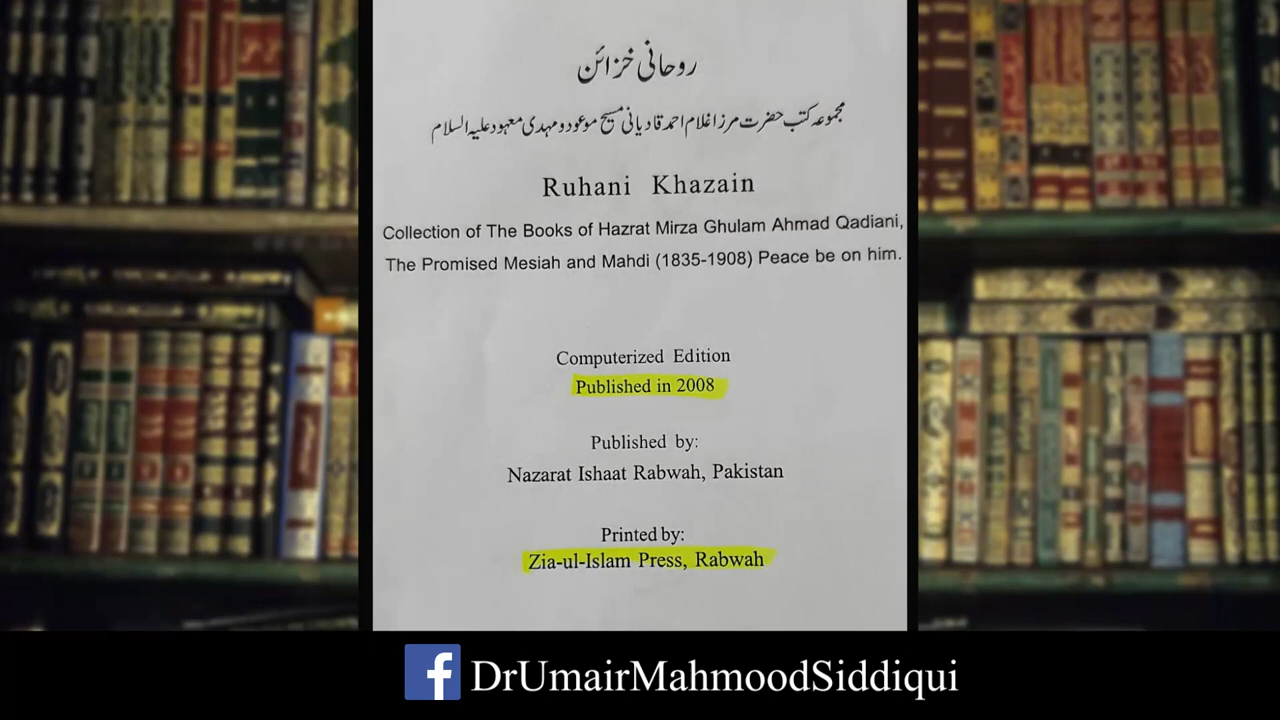 روحانی خزائن
مجموعہ کتب حضرت مرزا غلام احمد قادیانی مسیح موعود و مہدی معہود علیہ السلام
Ruhani Khazain
Collection of The Books of Hazrat Mirza Ghulam Ahmad Qadiani,
The Promised Mesiah and Mahdi (1835-1908) Peace be on him.
Computerized Edition
Published in 2008
Published by:
Nazarat Ishaat Rabwah, Pakistan
Printed by:
Zia-ul-Islam Press, Rabwah
DrUmairMahmoodSiddiqui